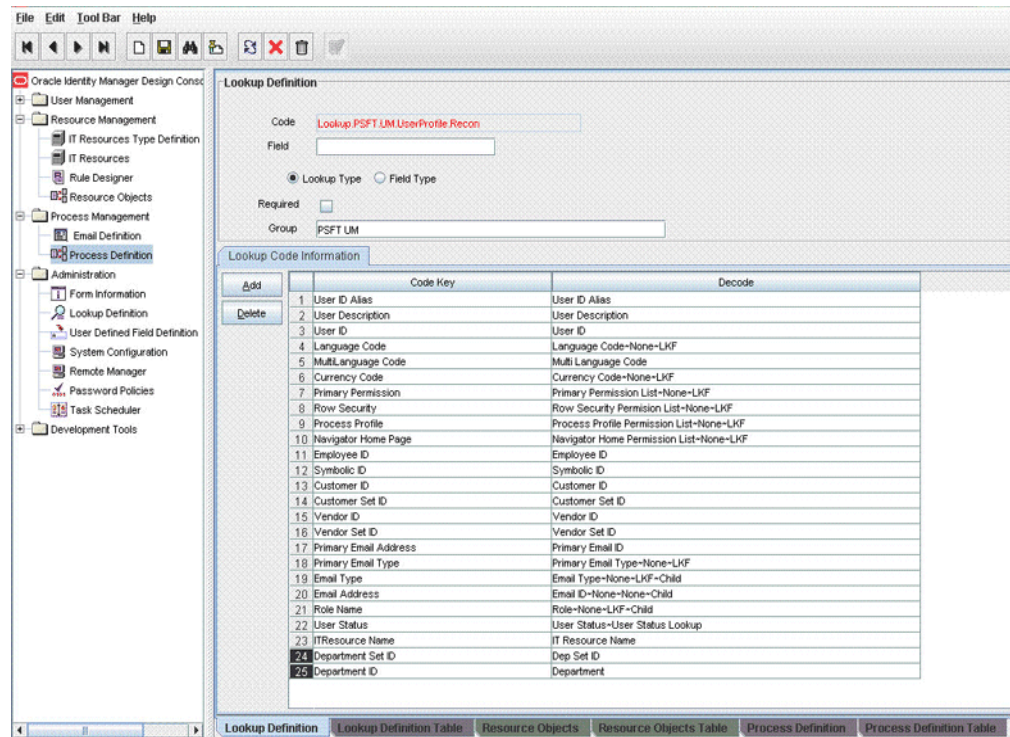 File Edit Tool Bar Help
Oracle Identity Manager Design Consc
User Management
Resource Management
IT Resources Type Definition
IT Resources
Rule Designer
Resource Objects
Process Management
Email Definition
Process Definition
Administration
Form Information
Lookup Definition
User Defined Field Definition
System Configuration
Remote Manager
Password Policies
Task Scheduler
Development Tools
Lookup Definition
Code Lookup.PSFT.UM.UserProfile.Recon
Field
Lookup Type Field Type
Required
Group PSFT UM
Lookup Code Information
Add
Delete
Code Key Decode
1 User ID Alias User ID Alias
2 User Description User Description
3 User ID User ID
4 Language Code Language Code~None~LKF
5 MultiLanguage Code Multi Language Code
6 Currency Code Currency Code~None~LKF
7 Primary Permission Primary Permission List~None~LKF
8 Row Security Row Security Permision List~None~LKF
9 Process Profile Process Profile Permission List~None~LKF
10 Navigator Home Page Navigator Home Permission List~None~LKF
11 Employee ID Employee ID
12 Symbolic ID Symbolic ID
13 Customer ID Customer ID
14 Customer Set ID Customer Set ID
15 Vendor ID Vendor ID
16 Vendor Set ID Vendor Set ID
17 Primary Email Address Primary Email ID
18 Primary Email Type Primary Email Type~None~LKF
19 Email Type Email Type~None~LKF~Child
20 Email Address Email ID~None~None~Child
21 Role Name Role~None~LKF~Child
22 User Status User Status~User Status Lookup
23 ITResource Name IT Resource Name
24 Department Set ID Dep Set ID
25 Department ID Department
Lookup Definition Lookup Definition Table Resource Objects Resource Objects Table Process Definition Process Definition Table